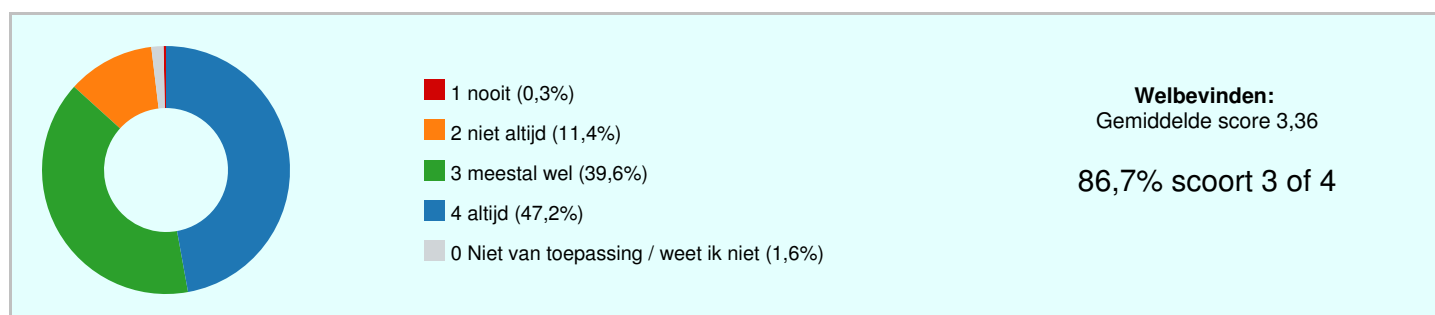 1 nooit (0,3%)
2 niet altijd (11,4%)
3 meestal wel (39,6%)
4 altijd (47,2%)
0 Niet van toepassing / weet ik niet (1,6%)
Welbevinden:
Gemiddelde score 3,36
86,7% scoort 3 of 4